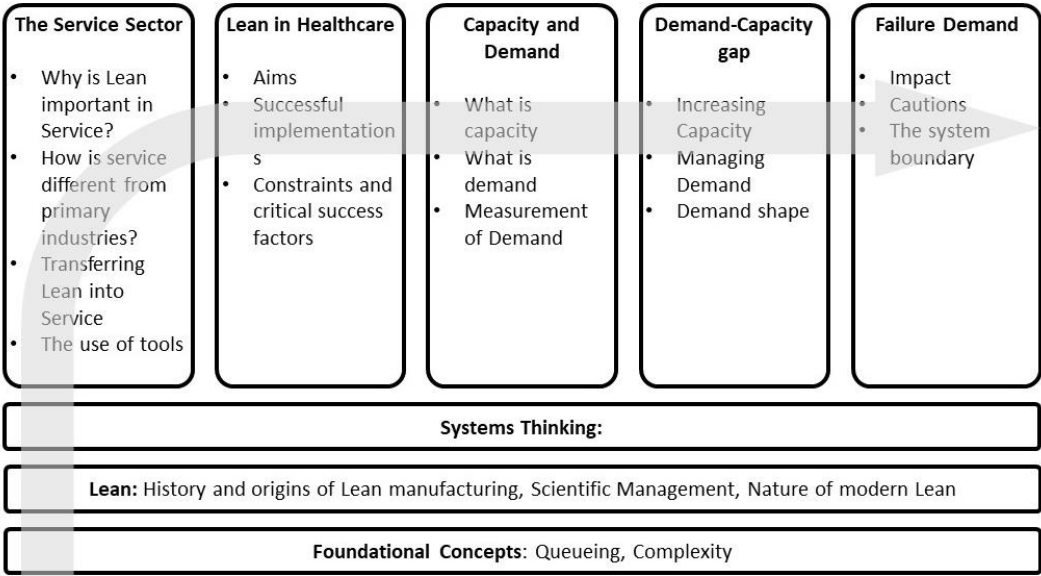 The Service Sector
• Why is Lean
important in
Service?
• How is service
different from
primary
industries?
• Transferring
Lean into
Service
• The use of tools
Lean in Healthcare
• Aims
• Successful
implementation
s
• Constraints and
critical success
factors
Capacity and
Demand
• What is
capacity
• What is
demand
• Measurement
of Demand
Demand-Capacity
gap
• Increasing
Capacity
• Managing
Demand
• Demand shape
Failure Demand
• Impact
• Cautions
• The system
boundary
Systems Thinking:
Lean: History and origins of Lean manufacturing, Scientific Management, Nature of modern Lean
Foundational Concepts: Queueing, Complexity